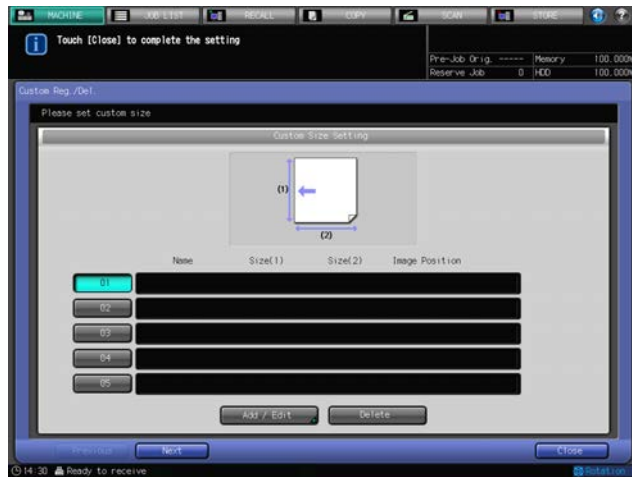 MACHINE JOB LIST RECALL COPY SCAN STORE
Touch [Close] to complete the setting
Pre-Job Orig. ----- Memory 100.000%
Reserve Job 0 HDD 100.000%
Custom Reg./Del.
Please set custom size
Custom Size Setting
(1)
(2)
Name Size(1) Size(2) Image Position
01
02
03
04
05
Add / Edit Delete
Previous Next Close
14:30 Ready to receive Rotation